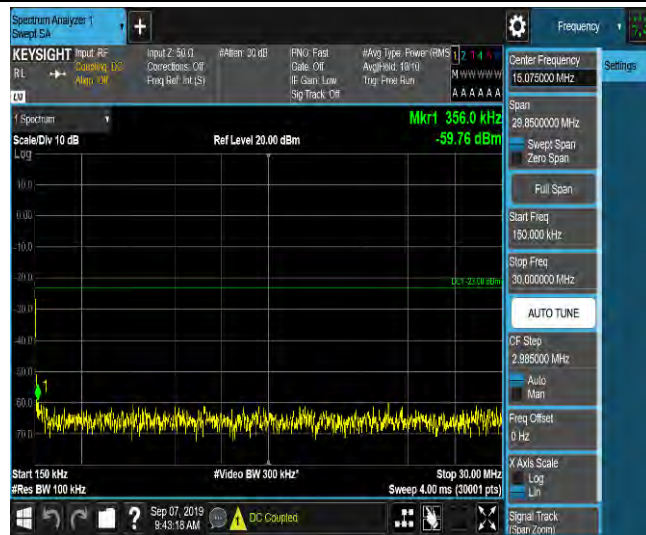 Spectrum Analyzer 1
Swept SA
Frequency
KEYSIGHT
RL
LXI
Input: RF
Coupling: DC
Align: Off
Input Z: 50 Ω
Corrections: Off
Freq Ref: Int (S)
#Atten: 30 dB
PNO: Fast
Gate: Off
IF Gain: Low
Sig Track: Off
#Avg Type: Power (RMS
Avg|Hold: 10/10
Trig: Free Run
M W W W W W
A A A A A A
1 Spectrum
Scale/Div 10 dB
Log
Ref Level 20.00 dBm
Mkr1 356.0 kHz
-59.76 dBm
10.0
0.00
-10.0
-20.0
DL1 -23.00 dBm
-30.0
-40.0
-50.0
1
-60.0
-70.0
Start 150 kHz
#Res BW 100 kHz
#Video BW 300 kHz*
Stop 30.00 MHz
Sweep 4.00 ms (30001 pts)
?
Sep 07, 2019
9:43:18 AM
DC Coupled
Center Frequency
15.075000 MHz
Settings
Span
29.8500000 MHz
Swept Span
Zero Span
Full Span
Start Freq
150.000 kHz
Stop Freq
30.000000 MHz
AUTO TUNE
CF Step
2.985000 MHz
Auto
Man
Freq Offset
0 Hz
X Axis Scale
Log
Lin
Signal Track
(Span Zoom)